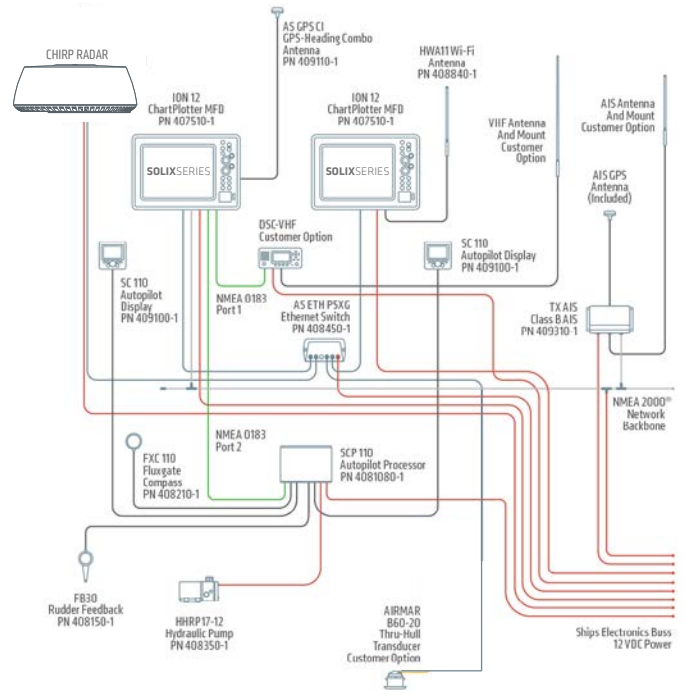 CHIRP RADAR
AS GPS CI
GPS-Heading Combo
Antenna
PN 409110-1
HWA11 Wi-Fi
Antenna
PN 408840-1
ION 12
ChartPlotter MFD
PN 407510-1
ION 12
ChartPlotter MFD
PN 407510-1
VHF Antenna
And Mount
Customer
Option
AIS Antenna
And Mount
Customer Option
SOLIXSERIES
SOLIXSERIES
AIS GPS
Antenna
(Included)
DSC-VHF
Customer Option
SC 110
Autopilot Display
PN 409100-1
SC 110
Autopilot
Display
PN 409100-1
NMEA 0183
Port 1
AS ETH PSXG
Ethernet Switch
PN 408450-1
TX AIS
Class B AIS
PN 409310-1
NMEA 2000®
Network
Backbone
NMEA 0183
Port 2
FXC 110
Fluxgate
Compass
PN 408210-1
SCP 110
Autopilot Processor
PN 4081080-1
FB30
Rudder Feedback
PN 408150-1
HHRP17-12
Hydraulic Pump
PN 408350-1
AIRMAR
B60-20
Thru-Hull
Transducer
Customer Option
Ships Electronics Buss
12 VDC Power